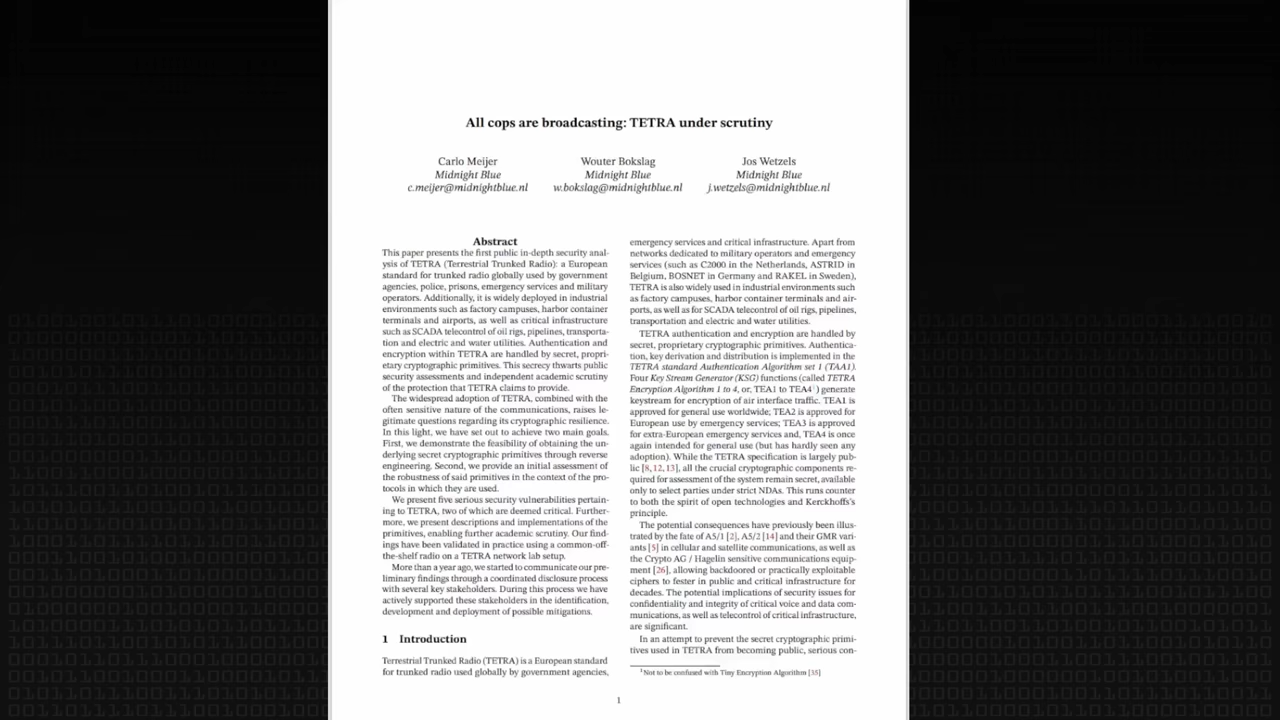 All cops are broadcasting: TETRA under scrutiny
Carlo Meijer
Midnight Blue
c.meijer@midnightblue.nl
Wouter Bokslag
Midnight Blue
w.bokslag@midnightblue.nl
Jos Wetzels
Midnight Blue
j.wetzels@midnightblue.nl
Abstract
This paper presents the first public in-depth security anal-
ysis of TETRA (Terrestrial Trunked Radio): a European
standard for trunked radio globally used by government
agencies, police, prisons, emergency services and military
operators. Additionally, it is widely deployed in industrial
environments such as factory campuses, harbor container
terminals and airports, as well as critical infrastructure
such as SCADA telecontrol of oil rigs, pipelines, transporta-
tion and electric and water utilities. Authentication and
encryption within TETRA are handled by secret, propri-
etary cryptographic primitives. This secrecy thwarts public
security assessments and independent academic scrutiny
of the protection that TETRA claims to provide.
The widespread adoption of TETRA, combined with the
often sensitive nature of the communications, raises le-
gitimate questions regarding its cryptographic resilience.
In this light, we have set out to achieve two main goals.
First, we demonstrate the feasibility of obtaining the un-
derlying secret cryptographic primitives through reverse
engineering. Second, we provide an initial assessment of
the robustness of said primitives in the context of the pro-
tocols in which they are used.
We present five serious security vulnerabilities pertain-
ing to TETRA, two of which are deemed critical. Further-
more, we present descriptions and implementations of the
primitives, enabling further academic scrutiny. Our find-
ings have been validated in practice using a common-off-
the-shelf radio on a TETRA network lab setup.
More than a year ago, we started to communicate our pre-
liminary findings through a coordinated disclosure process
with several key stakeholders. During this process we have
actively supported these stakeholders in the identification,
development and deployment of possible mitigations.
1 Introduction
Terrestrial Trunked Radio (TETRA) is a European standard
for trunked radio used globally by government agencies,
emergency services and critical infrastructure. Apart from
networks dedicated to military operators and emergency
services (such as C2000 in the Netherlands, ASTRID in
Belgium, BOSNET in Germany and RAKEL in Sweden),
TETRA is also widely used in industrial environments such
as factory campuses, harbor container terminals and air-
ports, as well as for SCADA telecontrol of oil rigs, pipelines,
transportation and electric and water utilities.
TETRA authentication and encryption are handled by
secret, proprietary cryptographic primitives. Authentica-
tion, key derivation and distribution is implemented in the
TETRA standard Authentication Algorithm set 1 (TAA1).
Four Key Stream Generator (KSG) functions (called TETRA
Encryption Algorithm 1 to 4, or, TEA1 to TEA4¹) generate
keystream for encryption of air interface traffic. TEA1 is
approved for general use worldwide; TEA2 is approved for
European use by emergency services; TEA3 is approved
for extra-European emergency services and, TEA4 is once
again intended for general use (but has hardly seen any
adoption). While the TETRA specification is largely pub-
lic [8,12,13], all the crucial cryptographic components re-
quired for assessment of the system remain secret, available
only to select parties under strict NDAs. This runs counter
to both the spirit of open technologies and Kerckhoffs's
principle.
The potential consequences have previously been illus-
trated by the fate of A5/1 [2], A5/2 [14] and their GMR vari-
ants [5] in cellular and satellite communications, as well as
the Crypto AG / Hagelin sensitive communications equip-
ment [26], allowing backdoored or practically exploitable
ciphers to fester in public and critical infrastructure for
decades. The potential implications of security issues for
confidentiality and integrity of critical voice and data com-
munications, as well as telecontrol of critical infrastructure,
are significant.
In an attempt to prevent the secret cryptographic primi-
tives used in TETRA from becoming public, serious con-
¹Not to be confused with Tiny Encryption Algorithm [35]
1